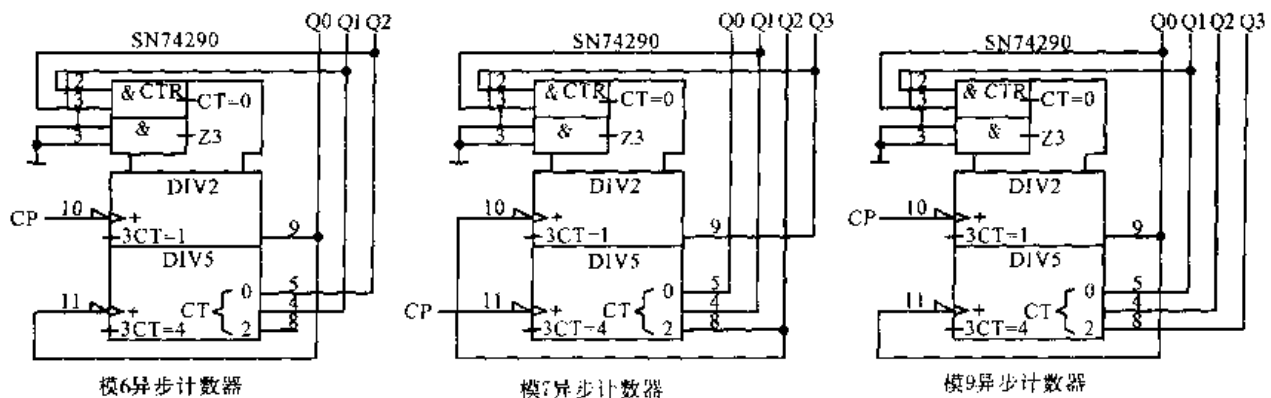 Q0 Q1 Q2
SN74290
12
13
1
3
& CTR
CT=0
&
Z3
DIV2
CP
10
+
3CT=1
9
DIV5
11
+
3CT=4
CT
0
2
5
4
8
模6异步计数器
Q0 Q1 Q2 Q3
SN74290
12
13
1
3
& CTR
CT=0
&
Z3
DIV2
10
+
3CT=1
9
DIV5
CP
11
+
3CT=4
CT
0
2
5
4
8
模7异步计数器
Q0 Q1 Q2 Q3
SN74290
12
13
1
3
& CTR
CT=0
&
Z3
DIV2
CP
10
+
3CT=1
9
DIV5
11
+
3CT=4
CT
0
2
5
4
8
模9异步计数器